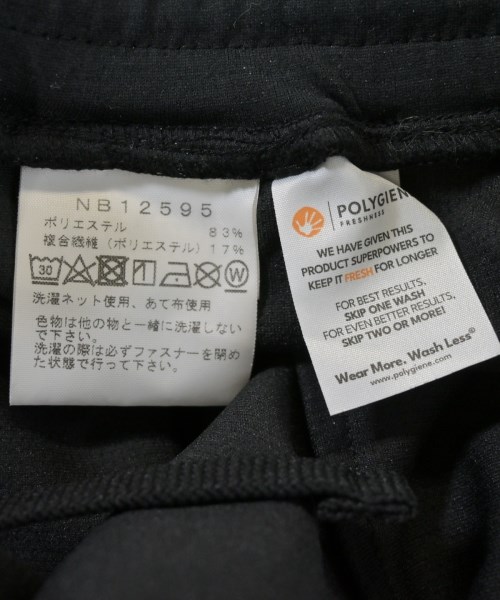 NB12595
ポリエステル 83%
複合繊維(ポリエステル)17%
30 W
洗濯ネット使用、あて布使用
色物は他の物と一緒に洗濯しない
で下さい。
洗濯の際は必ずファスナーを閉め
た状態で行って下さい。
POLYGIENE
FRESHNESS
WE HAVE GIVEN THIS
PRODUCT SUPERPOWERS TO
KEEP IT FRESH FOR LONGER
FOR BEST RESULTS,
SKIP ONE WASH
FOR EVEN BETTER RESULTS,
SKIP TWO OR MORE!
Wear More. Wash Less®
www.polygiene.com